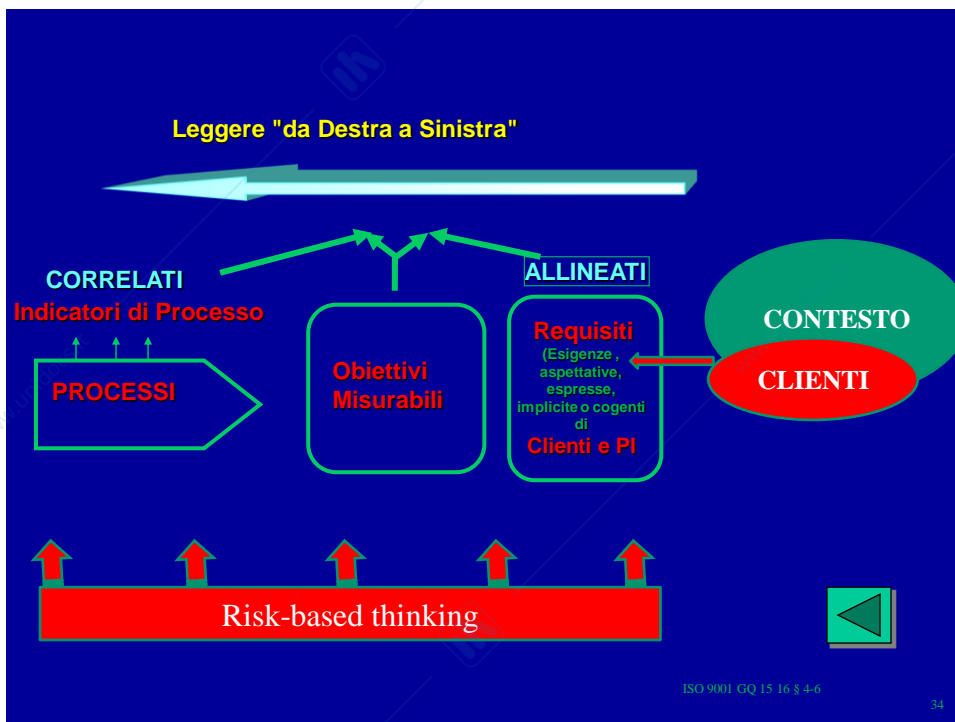 Leggere "da Destra a Sinistra"
CORRELATI
Indicatori di Processo
PROCESSI
Obiettivi
Misurabili
ALLINEATI
Requisiti
(Esigenze ,
aspettative,
espresse,
implicite o cogenti
di
Clienti e PI
CONTESTO
CLIENTI
Risk-based thinking
ISO 9001 GQ 15 16 § 4-6
34